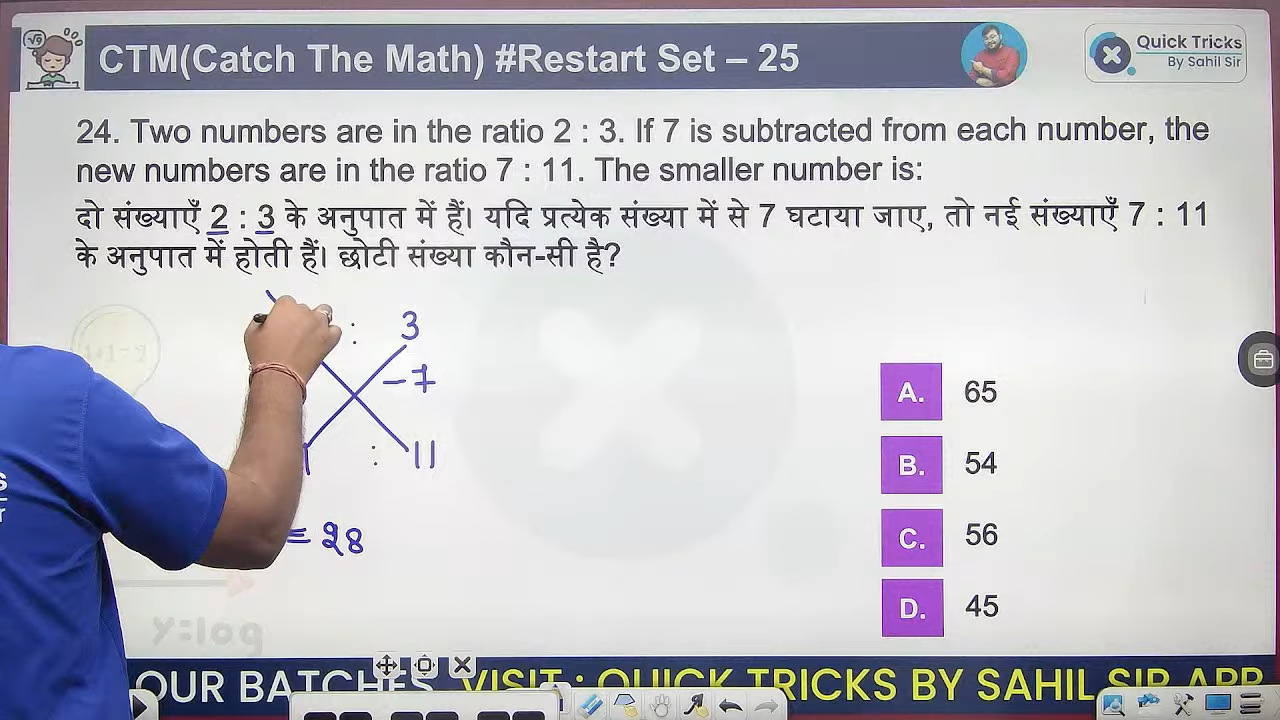 CTM(Catch The Math) #Restart Set – 25
Quick Tricks
By Sahil Sir
24. Two numbers are in the ratio 2 : 3. If 7 is subtracted from each number, the
new numbers are in the ratio 7 : 11. The smaller number is:
दो संख्याएँ 2 : 3 के अनुपात में हैं। यदि प्रत्येक संख्या में से 7 घटाया जाए, तो नई संख्याएँ 7 : 11
के अनुपात में होती हैं। छोटी संख्या कौन-सी है?
: 3
-7
: 11
= 28
A. 65
B. 54
C. 56
D. 45
y=log
OUR BATCHES VISIT : QUICK TRICKS BY SAHIL SIR APP